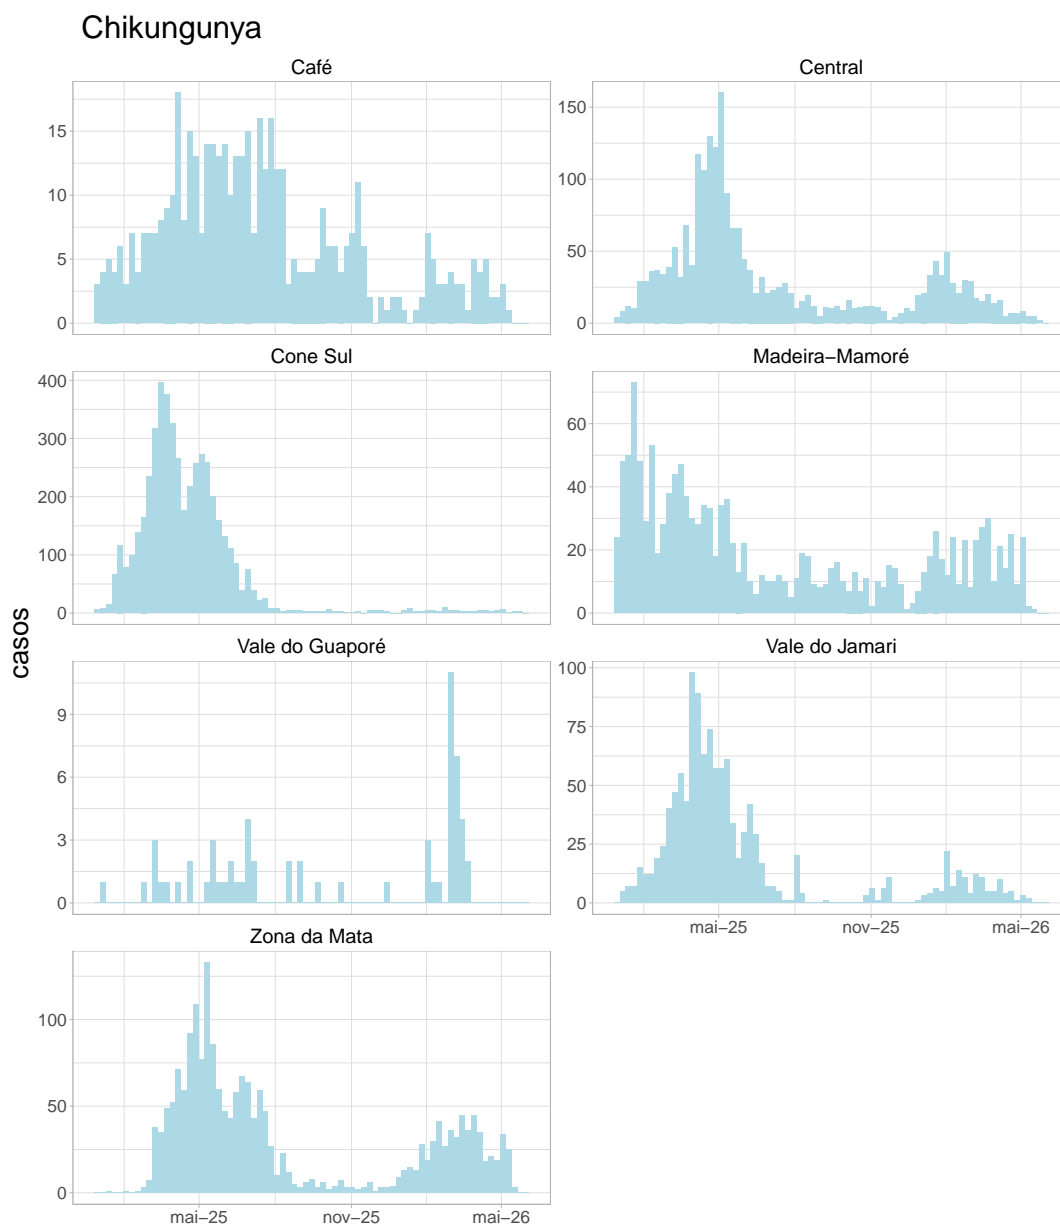 Chikungunya
Café
Central
15
10
5
0
150
100
50
0
Cone Sul
Madeira−Mamoré
400
300
200
100
0
60
40
20
0
casos
Vale do Guaporé
Vale do Jamari
9
6
3
0
100
75
50
25
0
mai−25
nov−25
mai−26
Zona da Mata
100
50
0
mai−25
nov−25
mai−26